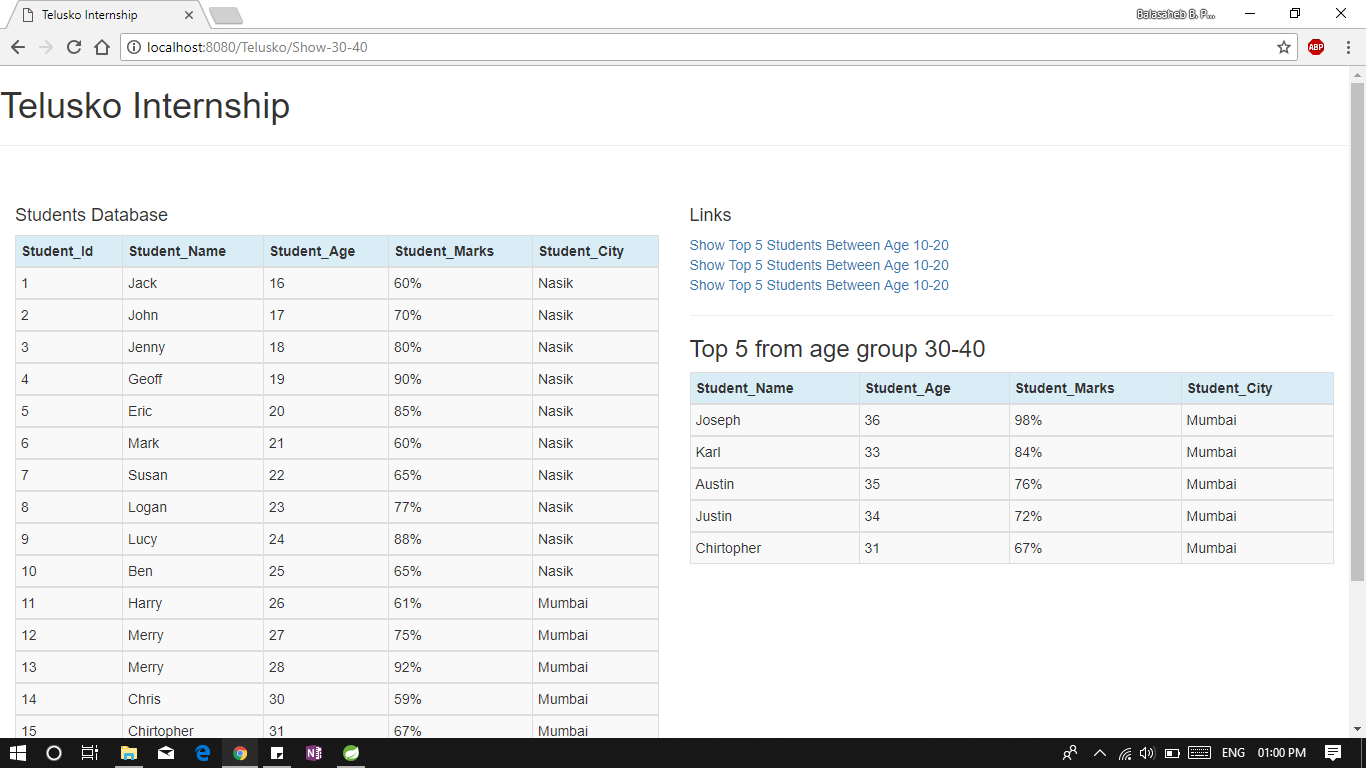 Telusko Internship
Balasaheb B. P...
localhost:8080/Telusko/Show-30-40
ABP
Telusko Internship
Students Database
Student_Id Student_Name Student_Age Student_Marks Student_City
1 Jack 16 60% Nasik
2 John 17 70% Nasik
3 Jenny 18 80% Nasik
4 Geoff 19 90% Nasik
5 Eric 20 85% Nasik
6 Mark 21 60% Nasik
7 Susan 22 65% Nasik
8 Logan 23 77% Nasik
9 Lucy 24 88% Nasik
10 Ben 25 65% Nasik
11 Harry 26 61% Mumbai
12 Merry 27 75% Mumbai
13 Merry 28 92% Mumbai
14 Chris 30 59% Mumbai
15 Chirtopher 31 67% Mumbai
Links
Show Top 5 Students Between Age 10-20
Show Top 5 Students Between Age 10-20
Show Top 5 Students Between Age 10-20
Top 5 from age group 30-40
Student_Name Student_Age Student_Marks Student_City
Joseph 36 98% Mumbai
Karl 33 84% Mumbai
Austin 35 76% Mumbai
Justin 34 72% Mumbai
Chirtopher 31 67% Mumbai
ENG 01:00 PM